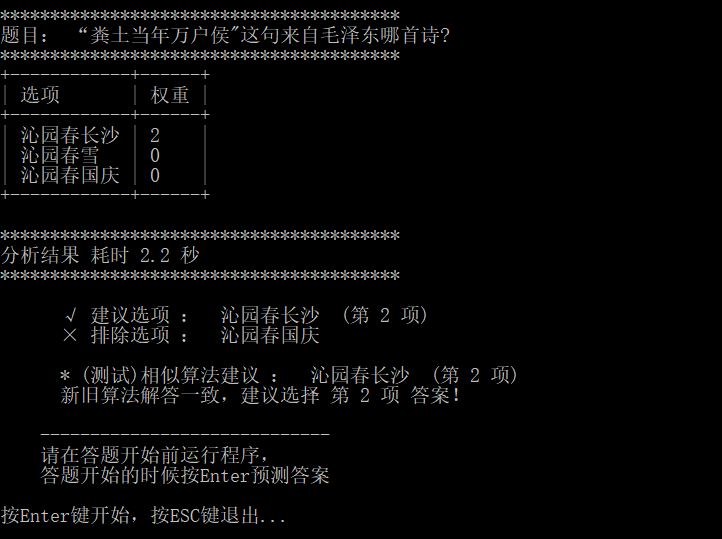 ****************************************
题目： “粪土当年万户侯"这句来自毛泽东哪首诗?
****************************************
+------------+------+
| 选项       | 权重 |
+------------+------+
| 沁园春长沙 | 2    |
| 沁园春雪   | 0    |
| 沁园春国庆 | 0    |
+------------+------+
****************************************
分析结果 耗时 2.2 秒
****************************************
√ 建议选项 ： 沁园春长沙 (第 2 项)
× 排除选项 ： 沁园春国庆
* (测试)相似算法建议 ： 沁园春长沙 (第 2 项)
新旧算法解答一致，建议选择 第 2 项 答案!
-----------------------------
请在答题开始前运行程序，
答题开始的时候按Enter预测答案
按Enter键开始，按ESC键退出...